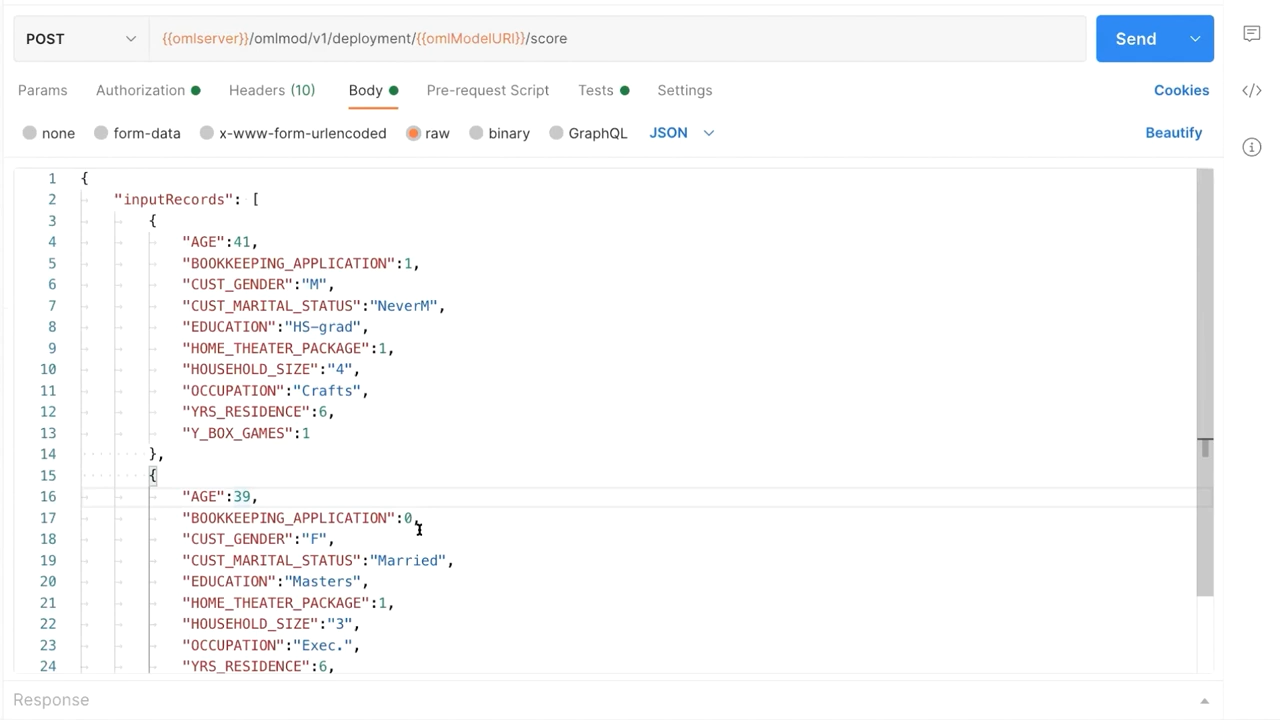 POST {{omlserver}}/omlmod/v1/deployment/{{omlModelURI}}/score Send
Params Authorization Headers (10) Body Pre-request Script Tests Settings Cookies
none form-data x-www-form-urlencoded raw binary GraphQL JSON Beautify
1 {
2 "inputRecords": [
3 {
4 "AGE":41,
5 "BOOKKEEPING_APPLICATION":1,
6 "CUST_GENDER":"M",
7 "CUST_MARITAL_STATUS":"NeverM",
8 "EDUCATION":"HS-grad",
9 "HOME_THEATER_PACKAGE":1,
10 "HOUSEHOLD_SIZE":"4",
11 "OCCUPATION":"Crafts",
12 "YRS_RESIDENCE":6,
13 "Y_BOX_GAMES":1
14 },
15 {
16 "AGE":39,
17 "BOOKKEEPING_APPLICATION":0,
18 "CUST_GENDER":"F",
19 "CUST_MARITAL_STATUS":"Married",
20 "EDUCATION":"Masters",
21 "HOME_THEATER_PACKAGE":1,
22 "HOUSEHOLD_SIZE":"3",
23 "OCCUPATION":"Exec.",
24 "YRS_RESIDENCE":6,
Response